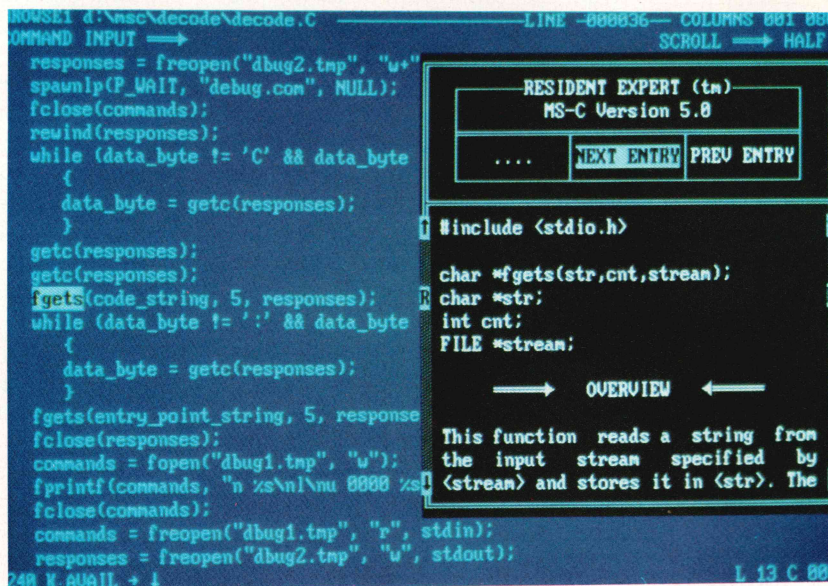 BROWSE1 d:\msc\decode\decode.C ———— LINE -000036— COLUMNS 001 08
COMMAND INPUT ═══> SCROLL ═══> HALF
responses = freopen("dbug2.tmp", "w+"
spawnlp(P_WAIT, "debug.com", NULL);
fclose(commands);
rewind(responses);
while (data_byte != 'C' && data_byte
{
data_byte = getc(responses);
}
getc(responses);
getc(responses);
fgets(code_string, 5, responses);
while (data_byte != ':' && data_byte
{
data_byte = getc(responses);
}
fgets(entry_point_string, 5, response
fclose(responses);
commands = fopen("dbug1.tmp", "w");
fprintf(commands, "n %s\nl\nu 0000 %s
fclose(commands);
commands = freopen("dbug1.tmp", "r", stdin);
responses = freopen("dbug2.tmp", "w", stdout);
240 K AVAIL → ↓ L 13 C 00
RESIDENT EXPERT (tm)
MS-C Version 5.0
.... NEXT ENTRY PREV ENTRY
#include <stdio.h>
char *fgets(str,cnt,stream);
R char *str;
int cnt;
FILE *stream;
═══> OVERVIEW <═══
This function reads a string from
the input stream specified by
<stream> and stores it in <str>. The